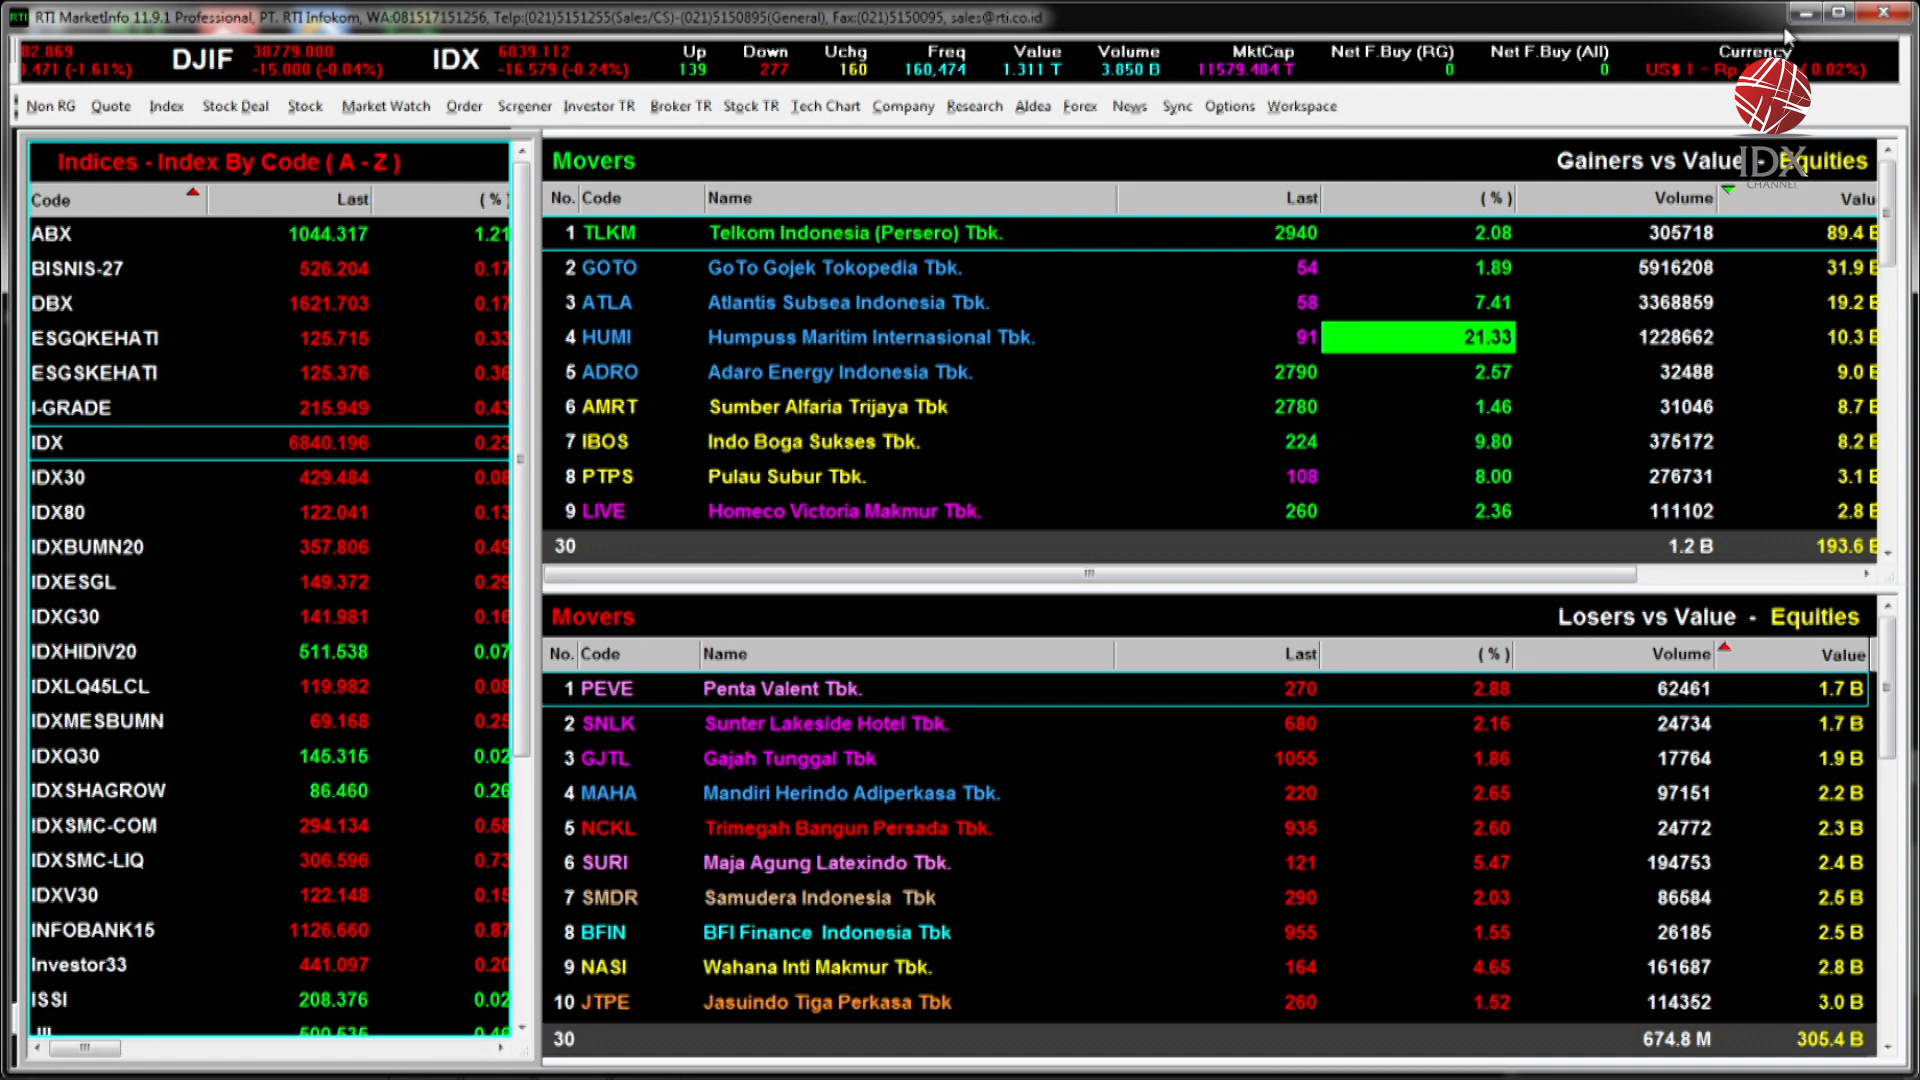 RTI MarketInfo 11.9.1 Professional, PT. RTI Infokom, WA:081517151256, Telp:(021)5151255(Sales/CS)-(021)5150895(General), Fax:(021)5150095, sales@rti.co.id
DJIF 38779.000 -15.000 (-0.04%) IDX 6839.112 -16.579 (-0.24%)
Up Down Uchg Freq Value Volume MktCap Net F.Buy (RG) Net F.Buy (All) Currency
139 277 160 160,474 1.311 T 3.850 B 11579.484 T 0 0 US$ 1 - Rp 0.02%)
Non RG Quote Index Stock Deal Stock Market Watch Order Screener Investor TR Broker TR Stock TR Tech Chart Company Research AIdea Forex News Sync Options Workspace
Indices - Index By Code ( A - Z )
Code Last ( % )
ABX 1044.317 1.21
BISNIS-27 526.204 0.17
DBX 1621.703 0.17
ESGQKEHATI 125.715 0.33
ESGSKEHATI 125.376 0.36
I-GRADE 215.949 0.43
IDX 6840.196 0.23
IDX30 429.484 0.08
IDX80 122.041 0.13
IDXBUMN20 357.806 0.49
IDXESGL 149.372 0.29
IDXG30 141.981 0.16
IDXHIDIV20 511.538 0.07
IDXLQ45LCL 119.982 0.08
IDXMESBUMN 69.168 0.25
IDXQ30 145.315 0.02
IDXSHAGROW 86.460 0.26
IDXSMC-COM 294.134 0.58
IDXSMC-LIQ 306.596 0.73
IDXV30 122.148 0.15
INFOBANK15 1126.660 0.87
Investor33 441.097 0.20
ISSI 208.376 0.02
Movers Gainers vs Value - Equities
IDX
CHANNEL
No. Code Name Last ( % ) Volume Valu
1 TLKM Telkom Indonesia (Persero) Tbk. 2940 2.08 305718 89.4
2 GOTO GoTo Gojek Tokopedia Tbk. 54 1.89 5916208 31.9
3 ATLA Atlantis Subsea Indonesia Tbk. 58 7.41 3368859 19.2
4 HUMI Humpuss Maritim Internasional Tbk. 91 21.33 1228662 10.3
5 ADRO Adaro Energy Indonesia Tbk. 2790 2.57 32488 9.0
6 AMRT Sumber Alfaria Trijaya Tbk 2780 1.46 31046 8.7
7 IBOS Indo Boga Sukses Tbk. 224 9.80 375172 8.2
8 PTPS Pulau Subur Tbk. 108 8.00 276731 3.1
9 LIVE Homeco Victoria Makmur Tbk. 260 2.36 111102 2.8
30 1.2 B 193.6
Movers Losers vs Value - Equities
No. Code Name Last ( % ) Volume Value
1 PEVE Penta Valent Tbk. 270 2.88 62461 1.7 B
2 SNLK Sunter Lakeside Hotel Tbk. 680 2.16 24734 1.7 B
3 GJTL Gajah Tunggal Tbk 1055 1.86 17764 1.9 B
4 MAHA Mandiri Herindo Adiperkasa Tbk. 220 2.65 97151 2.2 B
5 NCKL Trimegah Bangun Persada Tbk. 935 2.60 24772 2.3 B
6 SURI Maja Agung Latexindo Tbk. 121 5.47 194753 2.4 B
7 SMDR Samudera Indonesia Tbk 290 2.03 86584 2.5 B
8 BFIN BFI Finance Indonesia Tbk 955 1.55 26185 2.5 B
9 NASI Wahana Inti Makmur Tbk. 164 4.65 161687 2.8 B
10 JTPE Jasuindo Tiga Perkasa Tbk 260 1.52 114352 3.0 B
30 674.8 M 305.4 B